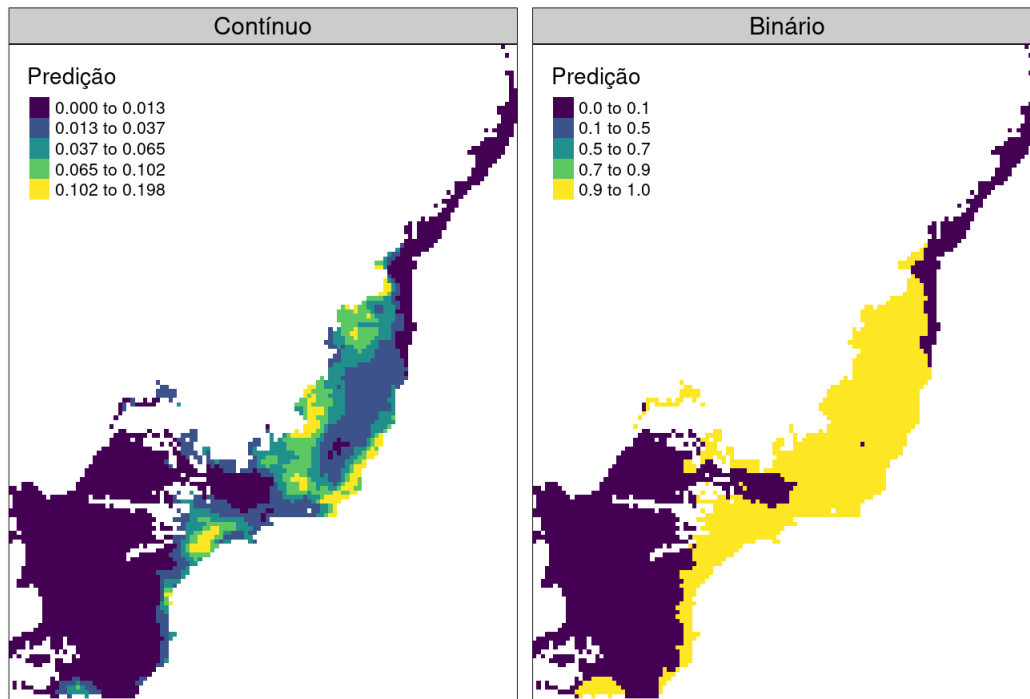 Contínuo
Predição
0.000 to 0.013
0.013 to 0.037
0.037 to 0.065
0.065 to 0.102
0.102 to 0.198
Binário
Predição
0.0 to 0.1
0.1 to 0.5
0.5 to 0.7
0.7 to 0.9
0.9 to 1.0